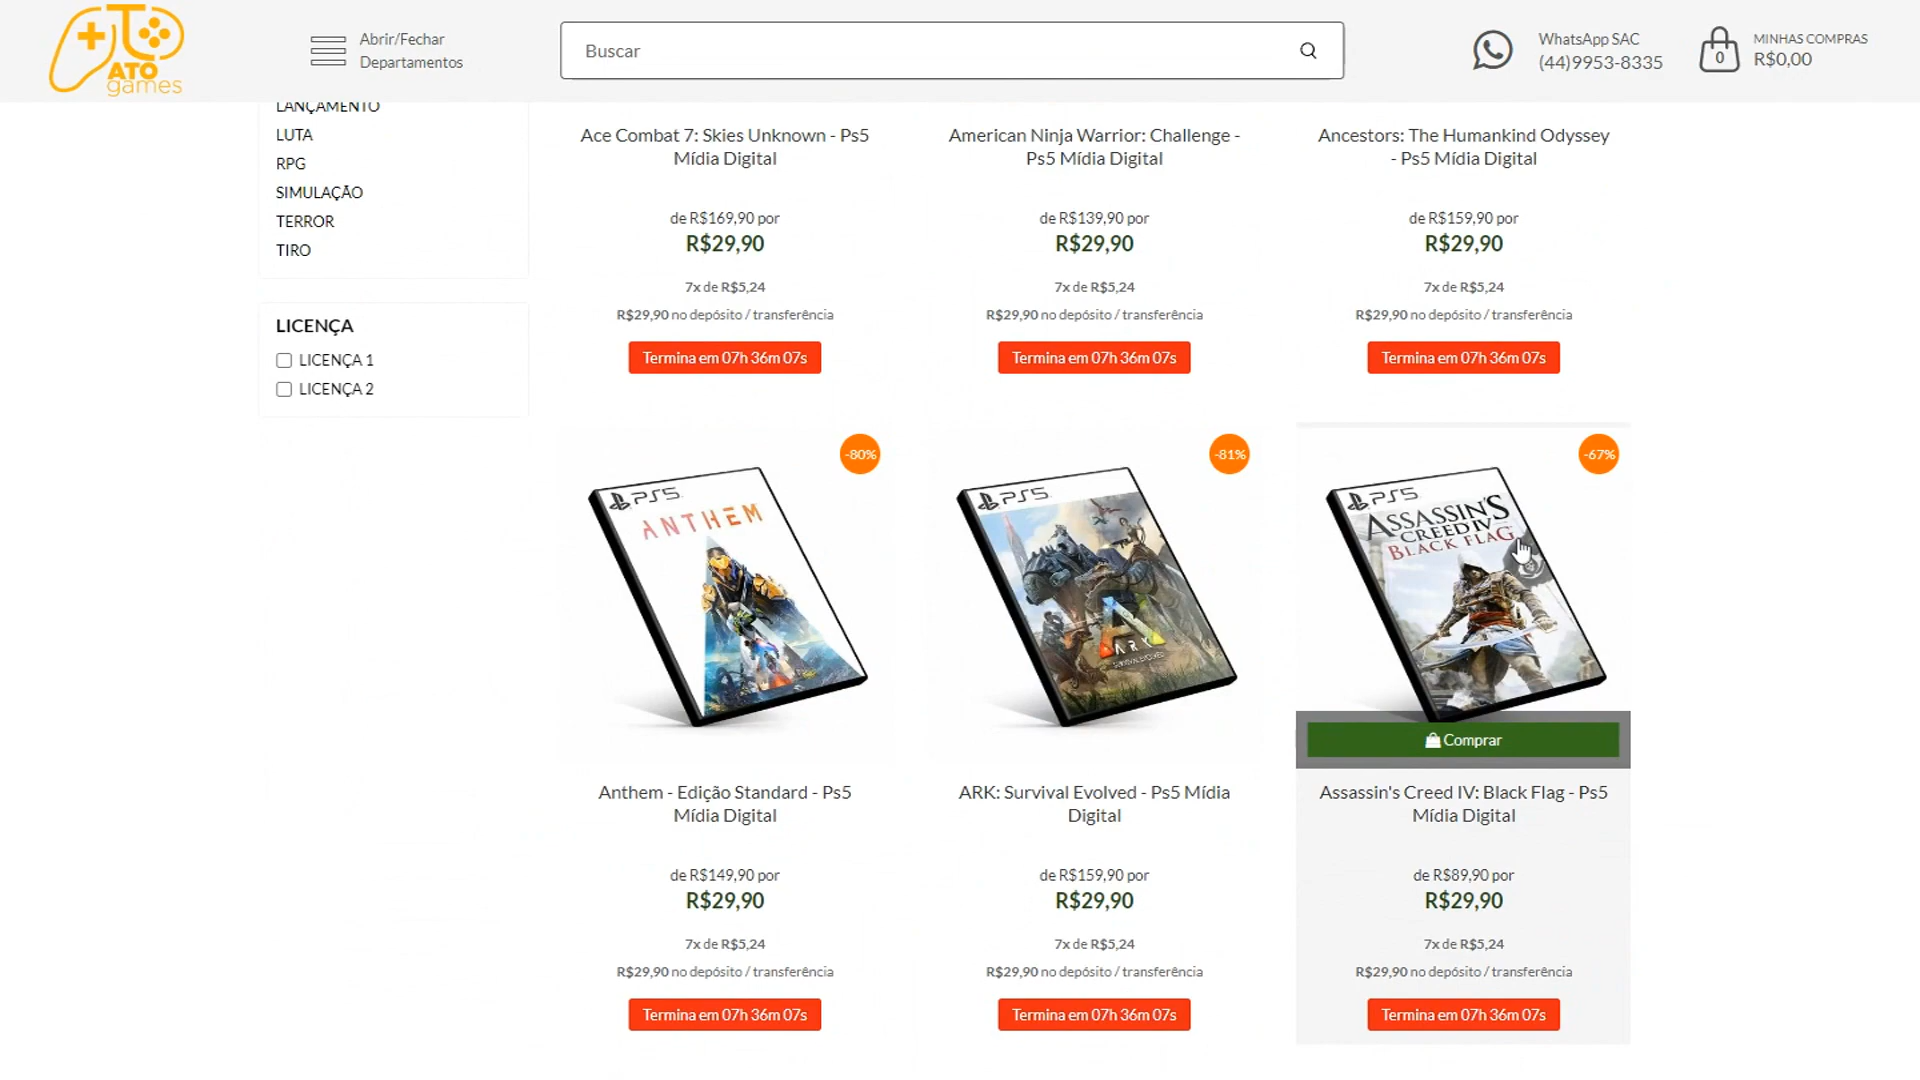 TATO
games
Abrir/Fechar
Departamentos
Buscar
WhatsApp SAC
(44)9953-8335
0
MINHAS COMPRAS
R$0,00
LANÇAMENTO
LUTA
RPG
SIMULAÇÃO
TERROR
TIRO
LICENÇA
LICENÇA 1
LICENÇA 2
Ace Combat 7: Skies Unknown - Ps5
Mídia Digital
de R$169,90 por
R$29,90
7x de R$5,24
R$29,90 no depósito / transferência
Termina em 07h 36m 07s
American Ninja Warrior: Challenge -
Ps5 Mídia Digital
de R$139,90 por
R$29,90
7x de R$5,24
R$29,90 no depósito / transferência
Termina em 07h 36m 07s
Ancestors: The Humankind Odyssey
- Ps5 Mídia Digital
de R$159,90 por
R$29,90
7x de R$5,24
R$29,90 no depósito / transferência
Termina em 07h 36m 07s
-80%
PS5
ANTHEM
Anthem - Edição Standard - Ps5
Mídia Digital
de R$149,90 por
R$29,90
7x de R$5,24
R$29,90 no depósito / transferência
Termina em 07h 36m 07s
-81%
PS5
ARK
SURVIVAL EVOLVED
ARK: Survival Evolved - Ps5 Mídia
Digital
de R$159,90 por
R$29,90
7x de R$5,24
R$29,90 no depósito / transferência
Termina em 07h 36m 07s
-67%
PS5
ASSASSIN'S
CREED IV
BLACK FLAG
Comprar
Assassin's Creed IV: Black Flag - Ps5
Mídia Digital
de R$89,90 por
R$29,90
7x de R$5,24
R$29,90 no depósito / transferência
Termina em 07h 36m 07s